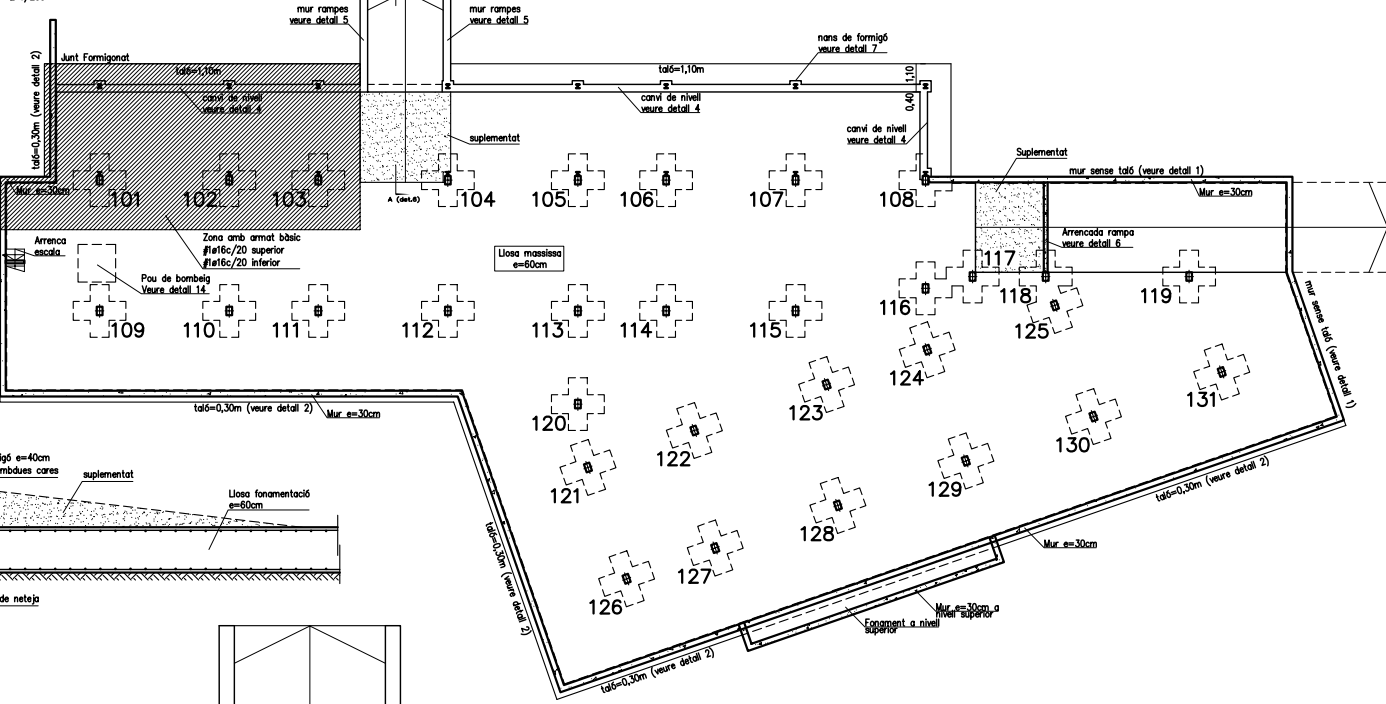 mur rampes
veure detall 5
mur rampes
veure detall 5
nans de formigó
veure detall 7
Junt Formigonat
taló=1,10m
taló=1,10m
1,10
0,40
taló=0,30m (veure detall 2)
canvi de nivell
veure detall 4
canvi de nivell
veure detall 4
canvi de nivell
veure detall 4
suplementat
Suplementat
mur sense taló (veure detall 1)
Mur e=30cm
Mur e=30cm
101
102
103
104
105
106
107
108
A (det.6)
Arrenca
escala
Zona amb armat bàsic
#1ø16c/20 superior
#1ø16c/20 inferior
Llosa massissa
e=60cm
Arrencada rampa
veure detall 6
Pou de bombeig
Veure detall 14
117
116
118
119
125
109
110
111
112
113
114
115
mur sense taló (veure detall 1)
124
123
131
120
130
122
121
129
128
127
126
taló=0,30m (veure detall 2)
Mur e=30cm
taló=0,30m (veure detall 2)
taló=0,30m (veure detall 2)
Mur e=30cm
Mur e=30cm a
nivell superior
Fonament a nivell
superior
taló=0,30m (veure detall 2)
igó e=40cm
mbdues cares
suplementat
Llosa fonamentació
e=60cm
de neteja